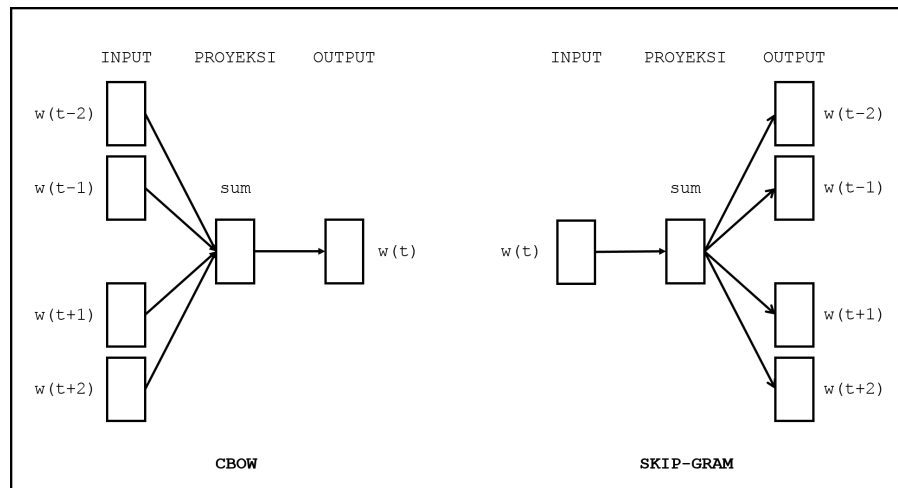 INPUT PROYEKSI OUTPUT
w(t-2)
w(t-1)
sum
w(t)
w(t+1)
w(t+2)
CBOW
INPUT PROYEKSI OUTPUT
w(t-2)
w(t-1)
sum
w(t)
w(t+1)
w(t+2)
SKIP-GRAM